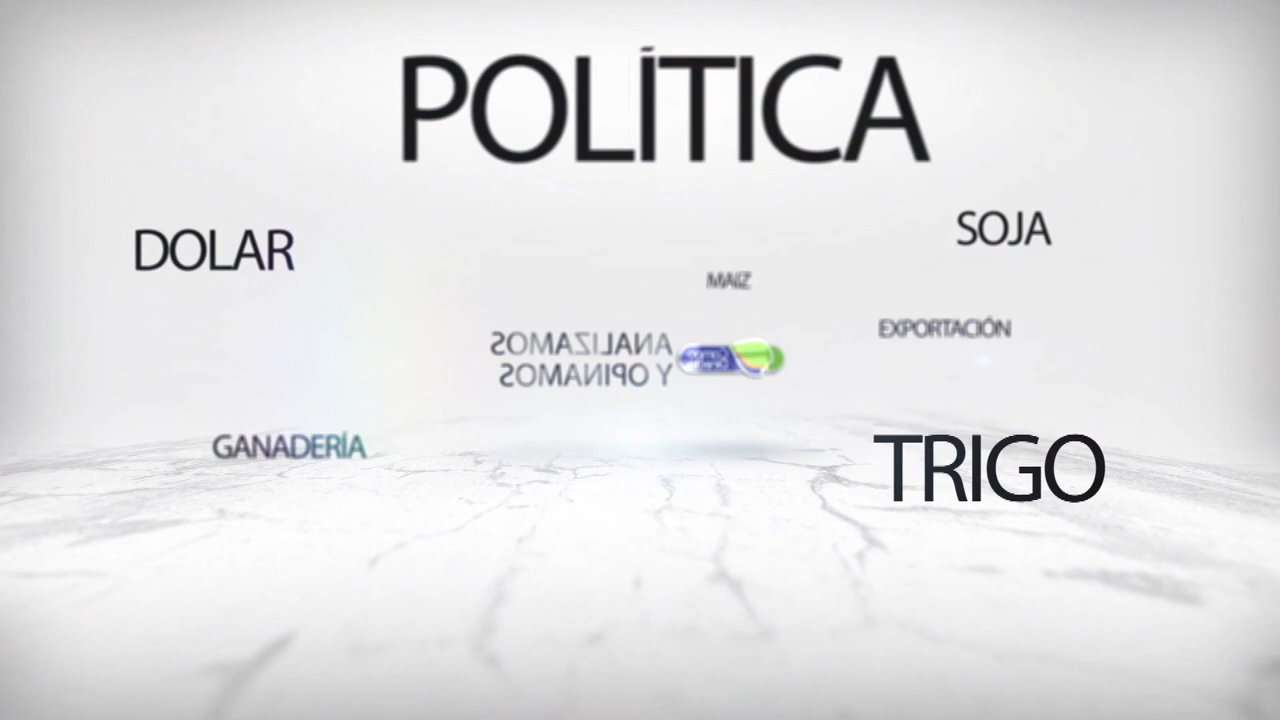 POLÍTICA
DOLAR
SOJA
MAIZ
EXPORTACIÓN
ANALIZAMOS
Y OPINAMOS
GANADERÍA
TRIGO